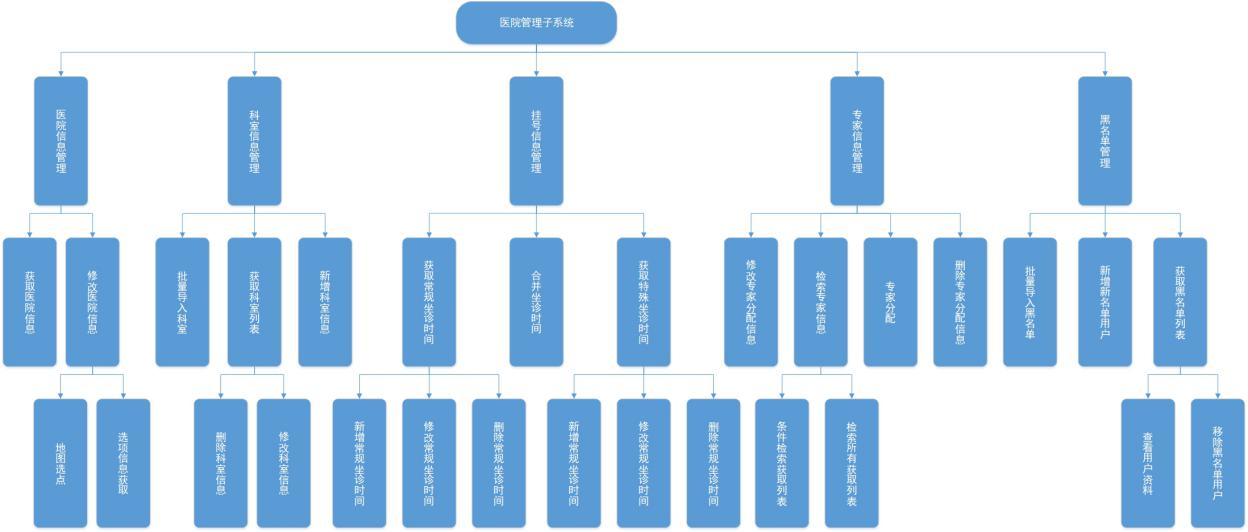 医院管理子系统
医院信息管理
科室信息管理
挂号信息管理
专家信息管理
黑名单管理
获取医院信息
修改医院信息
批量导入科室
获取科室列表
新增科室信息
获取常规坐诊时间
合并坐诊时间
获取特殊坐诊时间
修改专家分配信息
检索专家信息
专家分配
删除专家分配信息
批量导入黑名单
新增新名单用户
获取黑名单列表
地图选点
选项信息获取
删除科室信息
修改科室信息
新增常规坐诊时间
修改常规坐诊时间
删除常规坐诊时间
新增常规坐诊时间
修改常规坐诊时间
删除常规坐诊时间
条件检索获取列表
检索所有获取列表
查看用户资料
移除黑名单用户